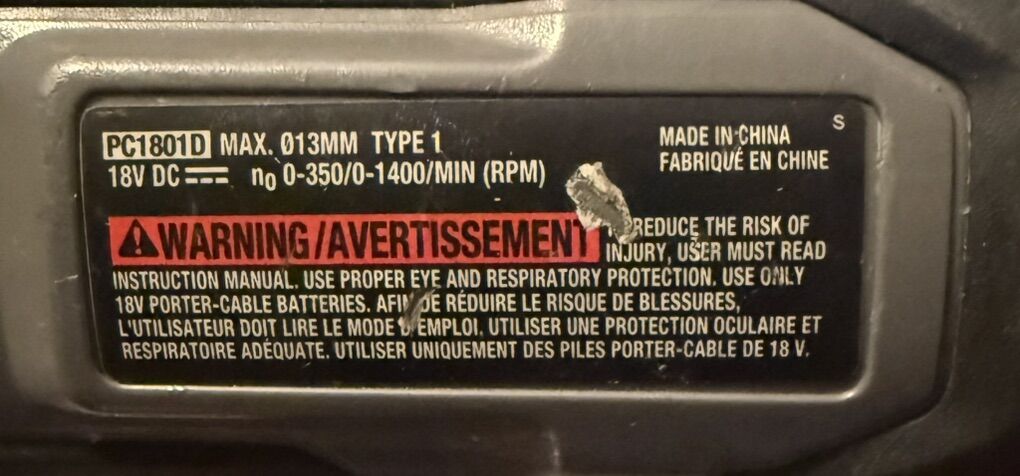 PC1801D MAX. Ø13MM TYPE 1
18V DC n0 0-350/0-1400/MIN (RPM)
MADE IN CHINA
FABRIQUÉ EN CHINE
S
WARNING/AVERTISSEMENT REDUCE THE RISK OF
INJURY, USER MUST READ
INSTRUCTION MANUAL. USE PROPER EYE AND RESPIRATORY PROTECTION. USE ONLY
18V PORTER-CABLE BATTERIES. AFIN DE RÉDUIRE LE RISQUE DE BLESSURES,
L'UTILISATEUR DOIT LIRE LE MODE D'EMPLOI. UTILISER UNE PROTECTION OCULAIRE ET
RESPIRATOIRE ADÉQUATE. UTILISER UNIQUEMENT DES PILES PORTER-CABLE DE 18 V.